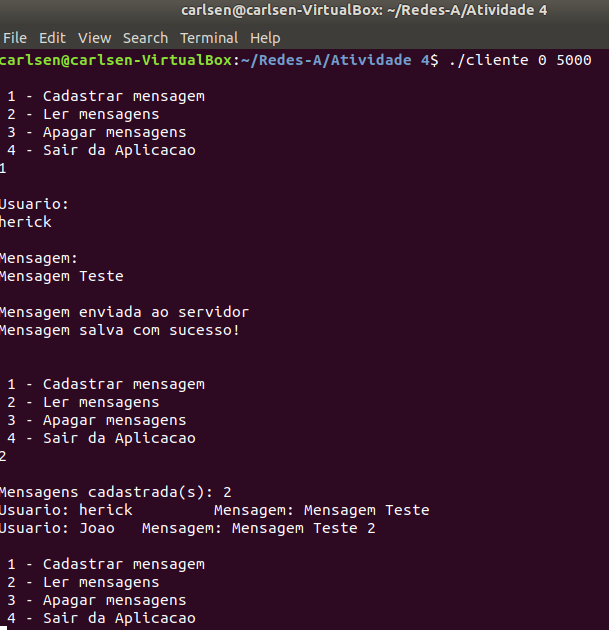 carlsen@carlsen-VirtualBox: ~/Redes-A/Atividade 4
File Edit View Search Terminal Help
carlsen@carlsen-VirtualBox:~/Redes-A/Atividade 4$ ./cliente 0 5000
1 - Cadastrar mensagem
2 - Ler mensagens
3 - Apagar mensagens
4 - Sair da Aplicacao
1
Usuario:
herick
Mensagem:
Mensagem Teste
Mensagem enviada ao servidor
Mensagem salva com sucesso!
1 - Cadastrar mensagem
2 - Ler mensagens
3 - Apagar mensagens
4 - Sair da Aplicacao
2
Mensagens cadastrada(s): 2
Usuario: herick Mensagem: Mensagem Teste
Usuario: Joao Mensagem: Mensagem Teste 2
1 - Cadastrar mensagem
2 - Ler mensagens
3 - Apagar mensagens
4 - Sair da Aplicacao